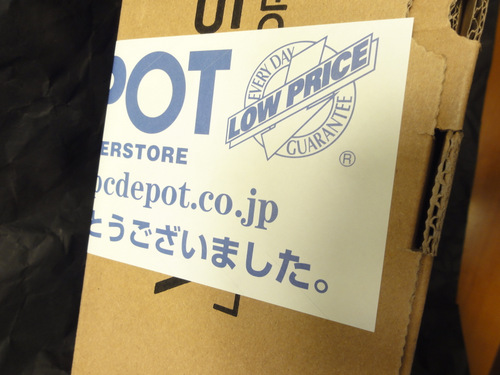 POT
EVERY DAY
LOW PRICE
GUARANTEE
®
ERSTORE
pcdepot.co.jp
とうございました。